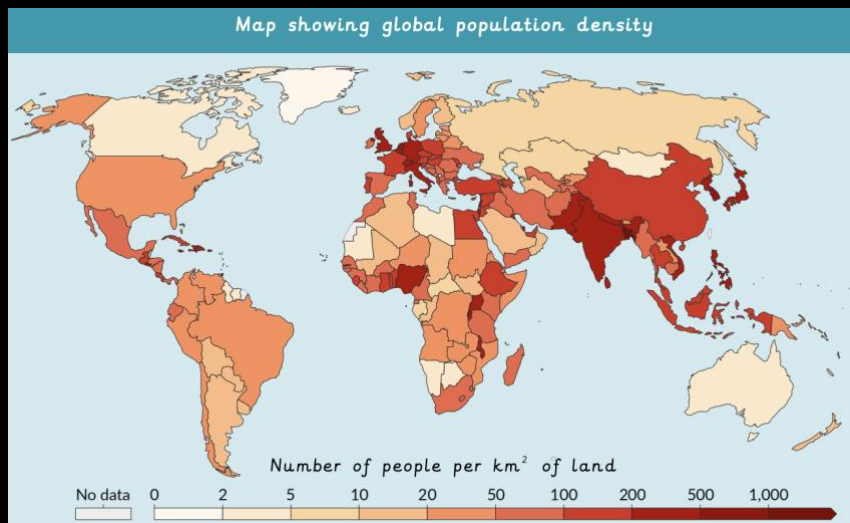 Map showing global population density
Number of people per km² of land
No data 0 2 5 10 20 50 100 200 500 1,000